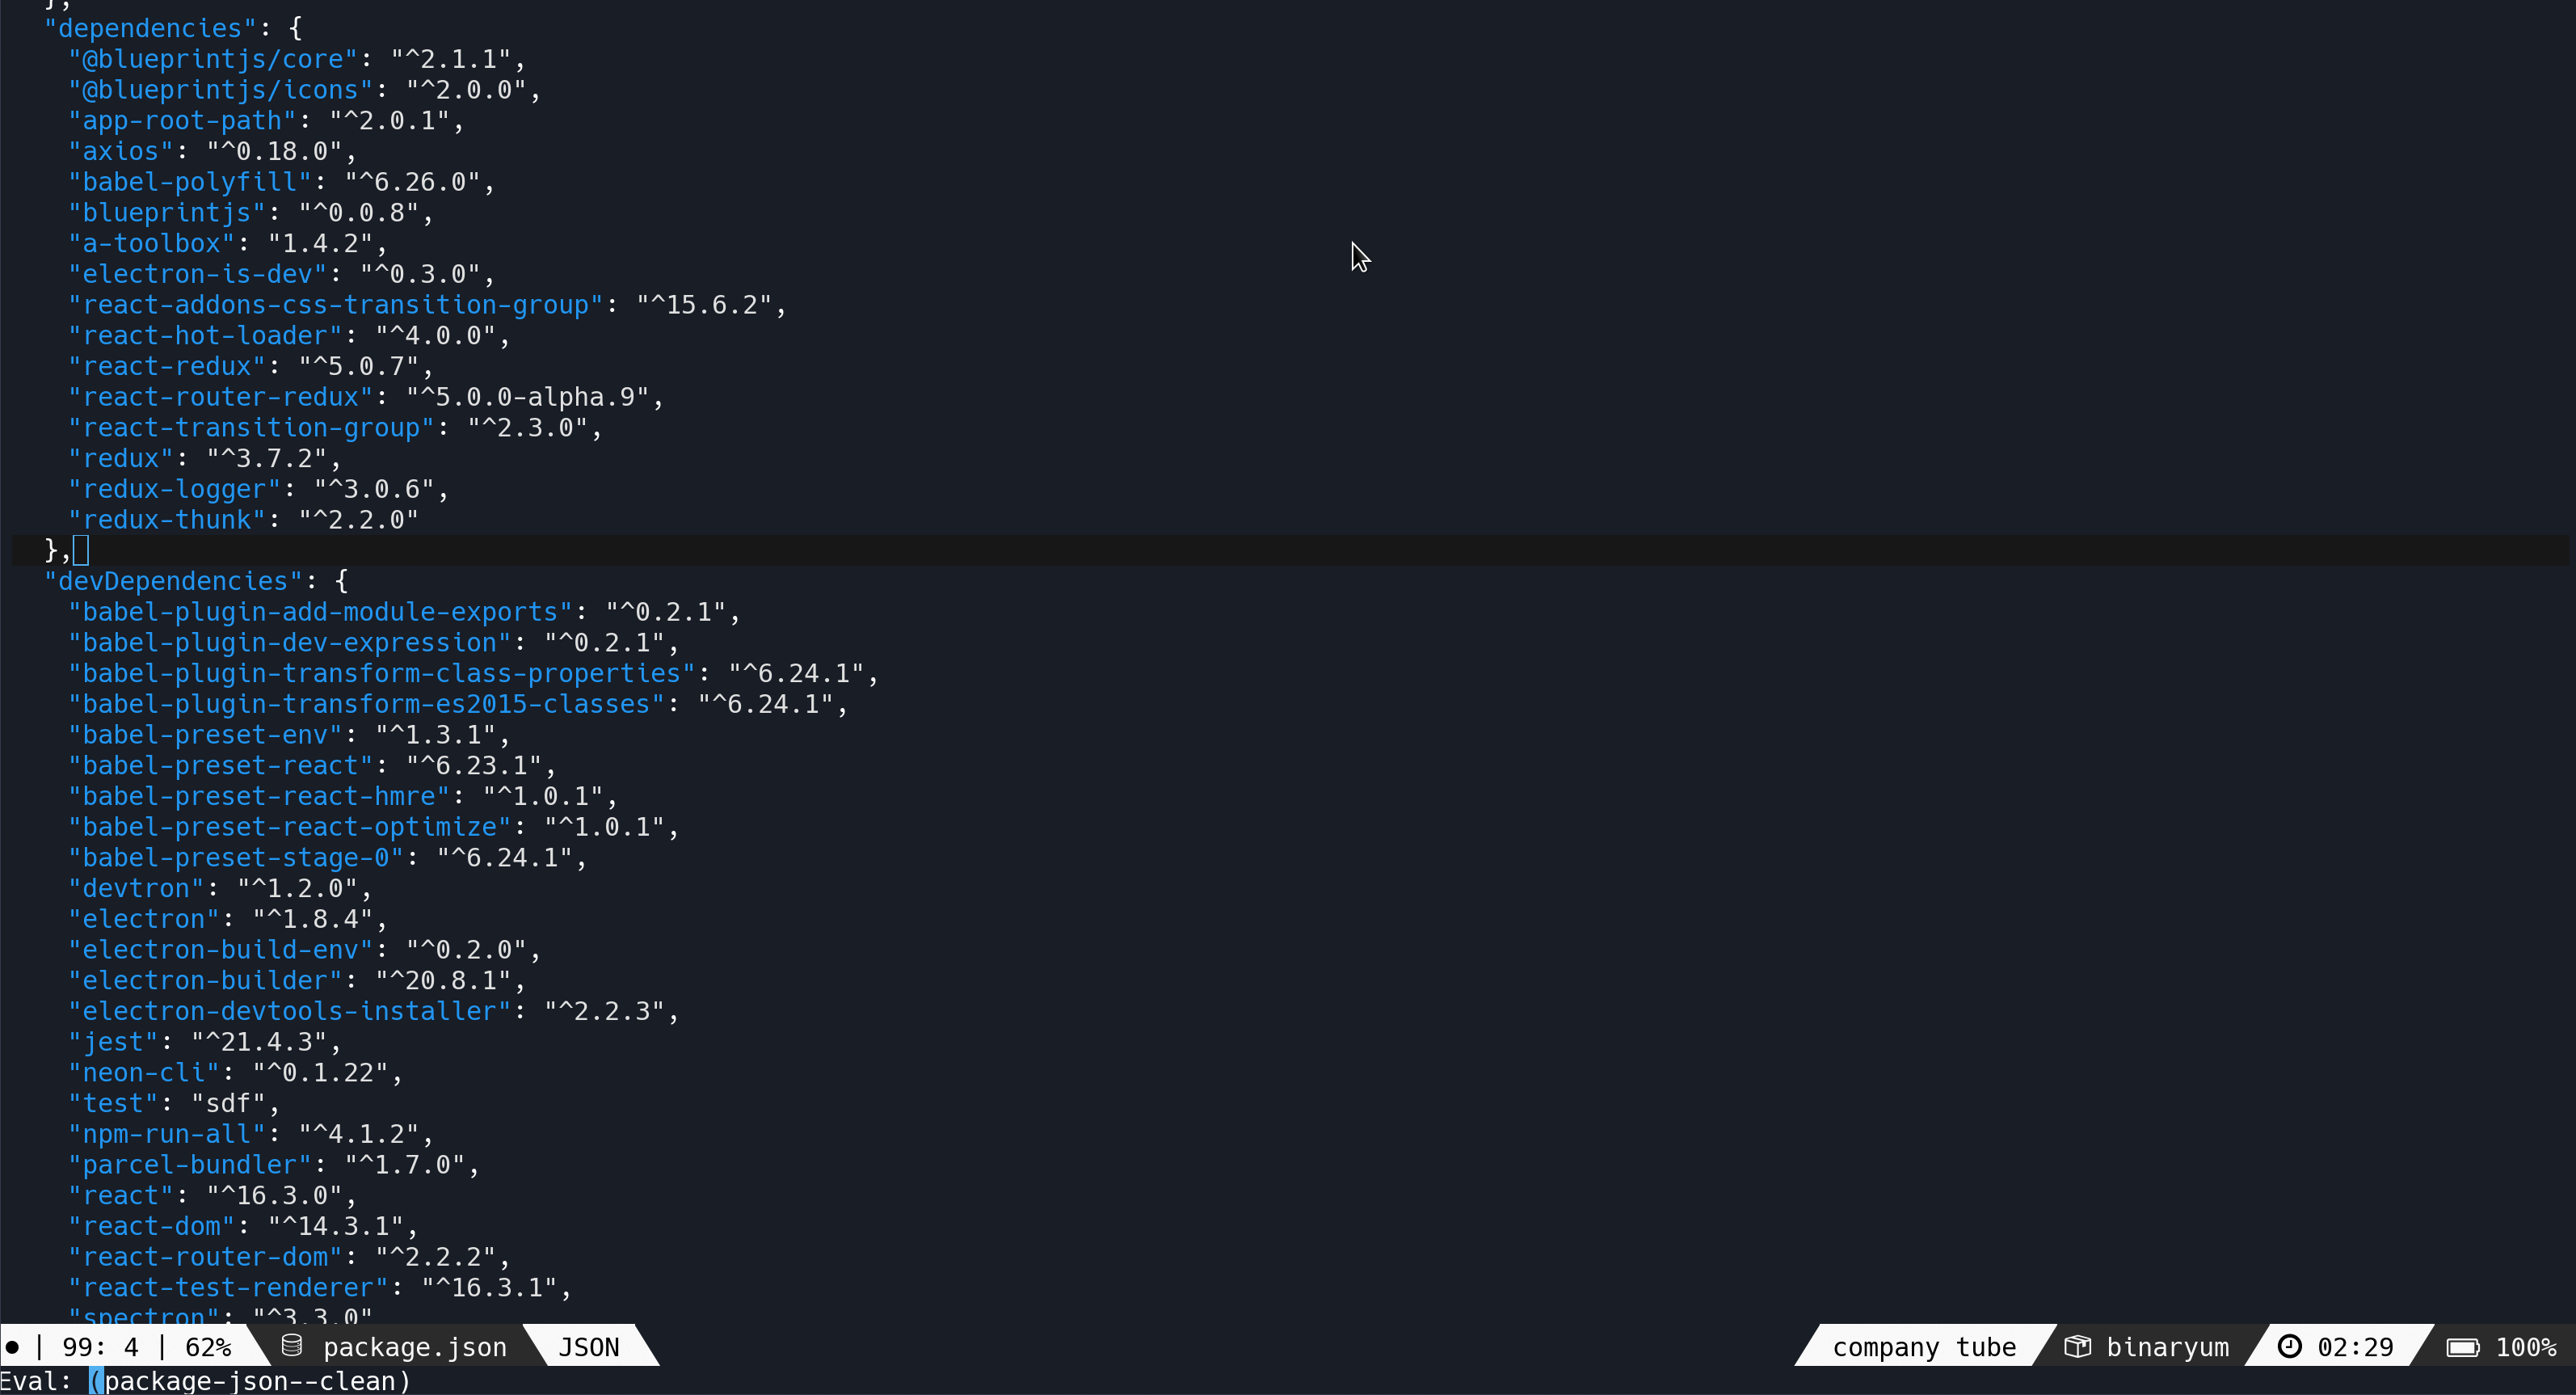 },
"dependencies": {
"@blueprintjs/core": "^2.1.1",
"@blueprintjs/icons": "^2.0.0",
"app-root-path": "^2.0.1",
"axios": "^0.18.0",
"babel-polyfill": "^6.26.0",
"blueprintjs": "^0.0.8",
"a-toolbox": "1.4.2",
"electron-is-dev": "^0.3.0",
"react-addons-css-transition-group": "^15.6.2",
"react-hot-loader": "^4.0.0",
"react-redux": "^5.0.7",
"react-router-redux": "^5.0.0-alpha.9",
"react-transition-group": "^2.3.0",
"redux": "^3.7.2",
"redux-logger": "^3.0.6",
"redux-thunk": "^2.2.0"
},
"devDependencies": {
"babel-plugin-add-module-exports": "^0.2.1",
"babel-plugin-dev-expression": "^0.2.1",
"babel-plugin-transform-class-properties": "^6.24.1",
"babel-plugin-transform-es2015-classes": "^6.24.1",
"babel-preset-env": "^1.3.1",
"babel-preset-react": "^6.23.1",
"babel-preset-react-hmre": "^1.0.1",
"babel-preset-react-optimize": "^1.0.1",
"babel-preset-stage-0": "^6.24.1",
"devtron": "^1.2.0",
"electron": "^1.8.4",
"electron-build-env": "^0.2.0",
"electron-builder": "^20.8.1",
"electron-devtools-installer": "^2.2.3",
"jest": "^21.4.3",
"neon-cli": "^0.1.22",
"test": "sdf",
"npm-run-all": "^4.1.2",
"parcel-bundler": "^1.7.0",
"react": "^16.3.0",
"react-dom": "^14.3.1",
"react-router-dom": "^2.2.2",
"react-test-renderer": "^16.3.1",
"spectron": "^3.3.0"
● | 99: 4 | 62% package.json JSON company tube binaryum 02:29 100%
Eval: (package-json--clean)